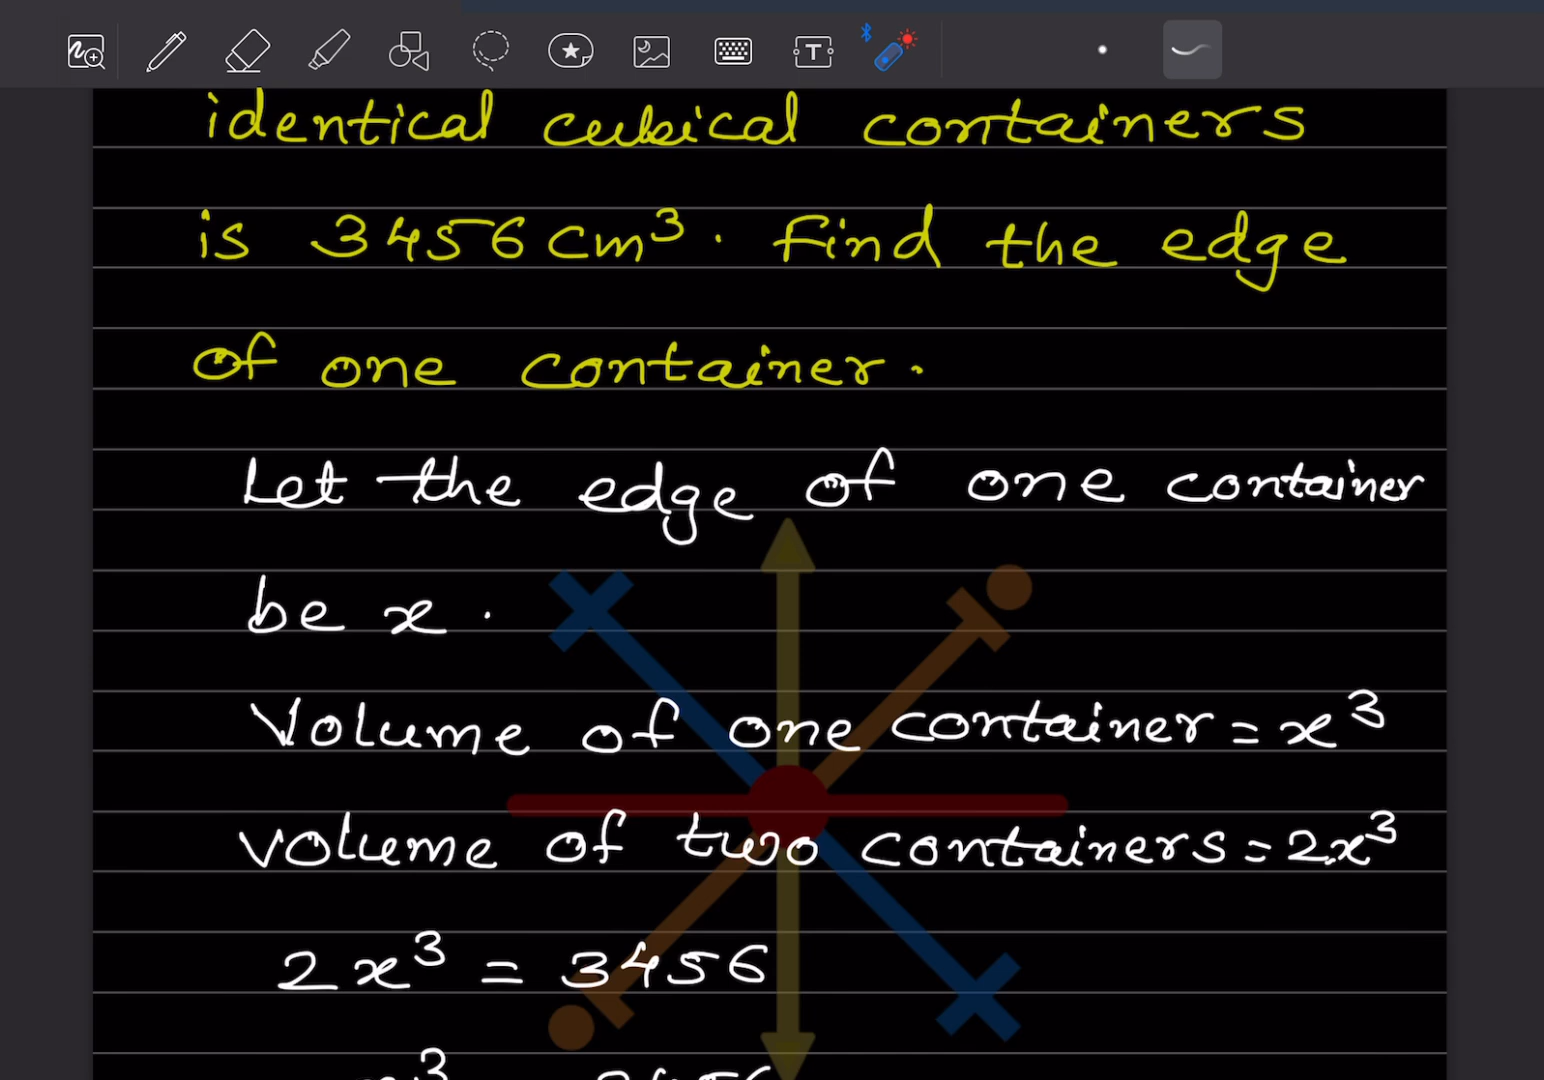 identical cubical containers
is 3456 cm³. Find the edge
of one container.
Let the edge of one container
be x.
Volume of one container = x³
volume of two containers = 2x³
2x³ = 3456